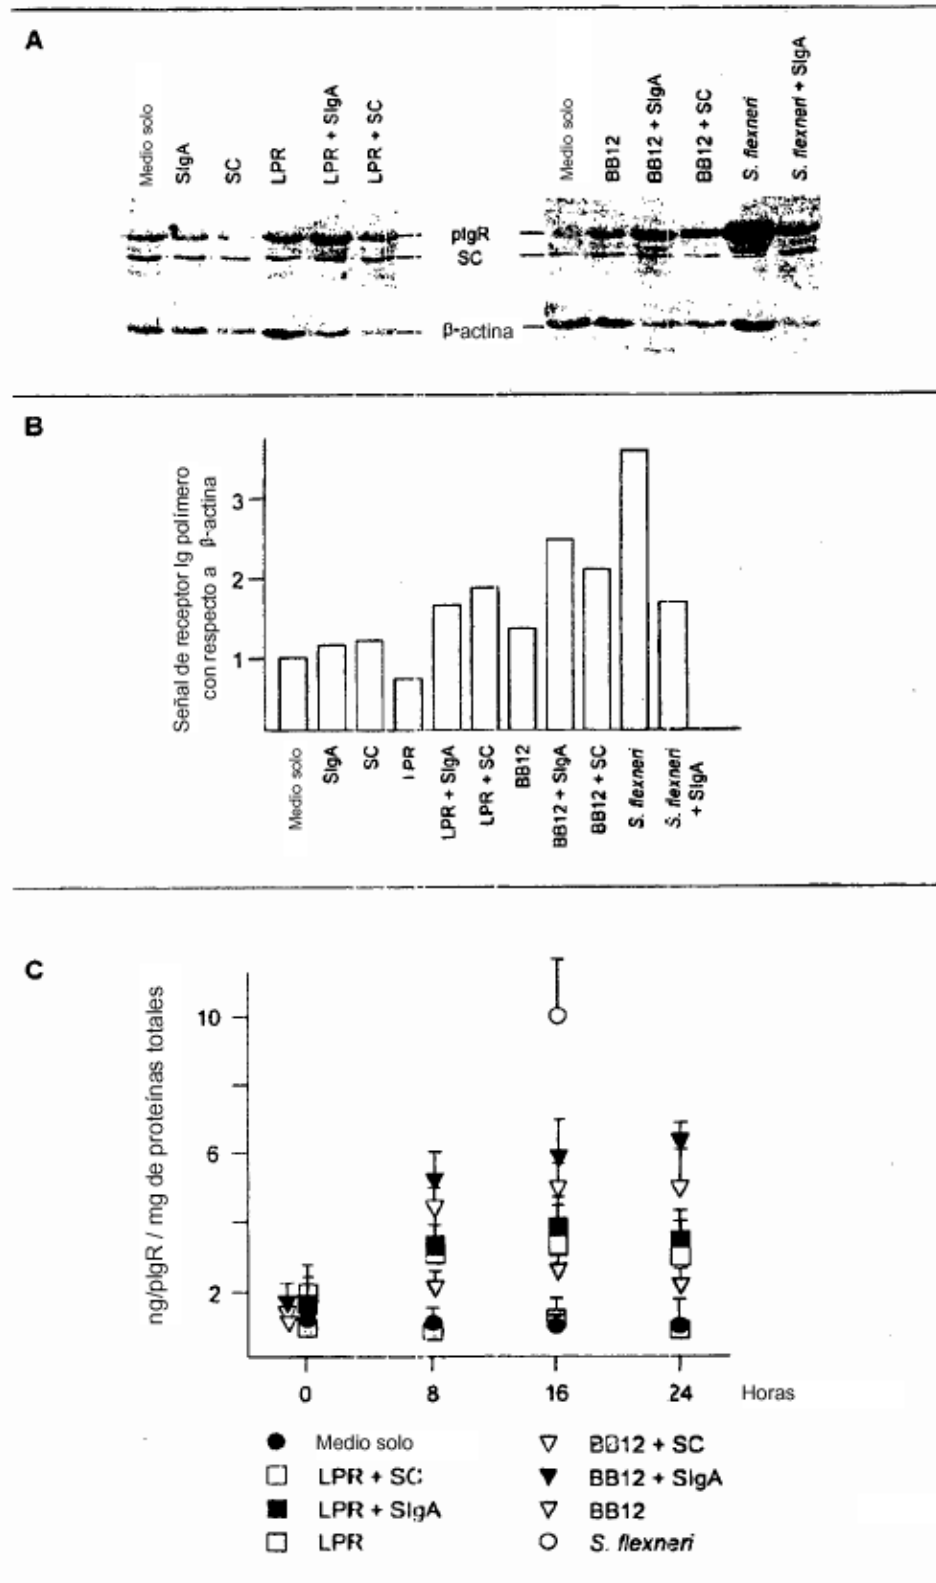 A
Medio solo
SIgA
SC
LPR
LPR + SIgA
LPR + SC
Medio solo
BB12
BB12 + SIgA
BB12 + SC
S. flexneri
S. flexneri + SIgA
pIgR
SC
β-actina
B
Señal de receptor Ig polímero
con respecto a β-actina
3
2
1
Medio solo
SIgA
SC
LPR
LPR + SIgA
LPR + SC
BB12
BB12 + SIgA
BB12 + SC
S. flexneri
S. flexneri
+ SIgA
C
ng/pIgR / mg de proteínas totales
10
6
2
0 8 16 24 Horas
Medio solo
LPR + SC
LPR + SIgA
LPR
BB12 + SC
BB12 + SIgA
BB12
S. flexneri